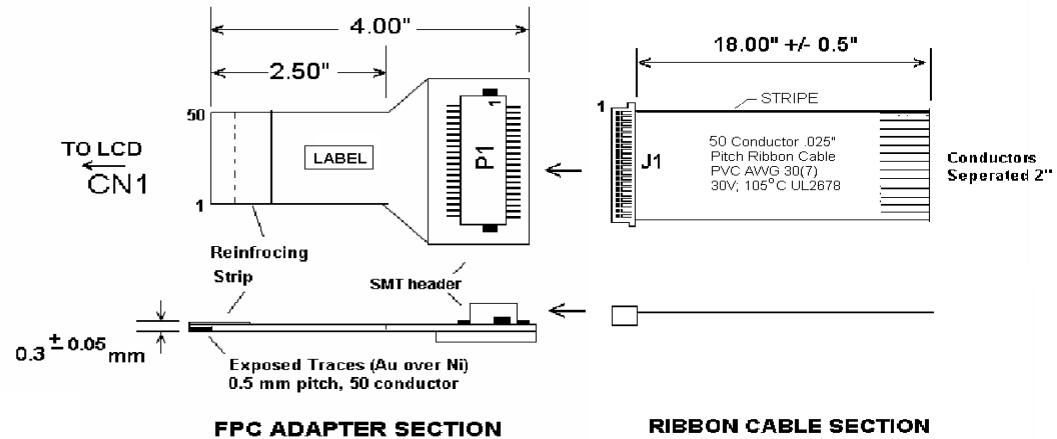 4.00"
2.50"
50
TO LCD
CN1
1
LABEL
P1
1
Reinfrocing
Strip
SMT header
0.3 ± 0.05 mm
Exposed Traces (Au over Ni)
0.5 mm pitch, 50 conductor
FPC ADAPTER SECTION
18.00" +/- 0.5"
STRIPE
1
J1
50 Conductor .025"
Pitch Ribbon Cable
PVC AWG 30(7)
30V; 105°C UL2678
Conductors
Seperated 2"
RIBBON CABLE SECTION